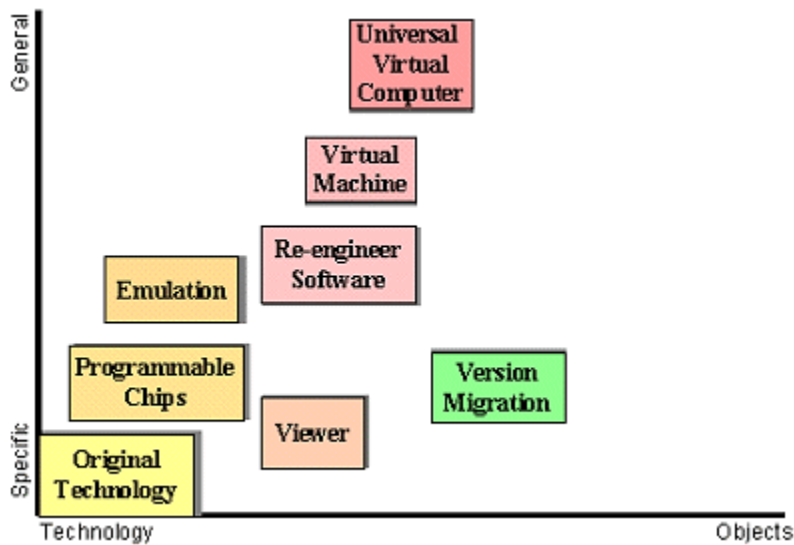 General
Universal
Virtual
Computer
Virtual
Machine
Re-engineer
Software
Emulation
Programmable
Chips
Version
Migration
Viewer
Specific
Original
Technology
Technology
Objects